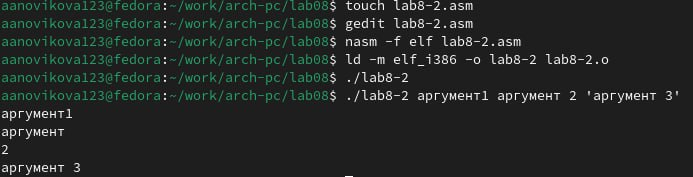 aanovikova123@fedora:~/work/arch-pc/lab08$ touch lab8-2.asm
aanovikova123@fedora:~/work/arch-pc/lab08$ gedit lab8-2.asm
aanovikova123@fedora:~/work/arch-pc/lab08$ nasm -f elf lab8-2.asm
aanovikova123@fedora:~/work/arch-pc/lab08$ ld -m elf_i386 -o lab8-2 lab8-2.o
aanovikova123@fedora:~/work/arch-pc/lab08$ ./lab8-2
aanovikova123@fedora:~/work/arch-pc/lab08$ ./lab8-2 аргумент1 аргумент 2 'аргумент 3'
аргумент1
аргумент
2
аргумент 3